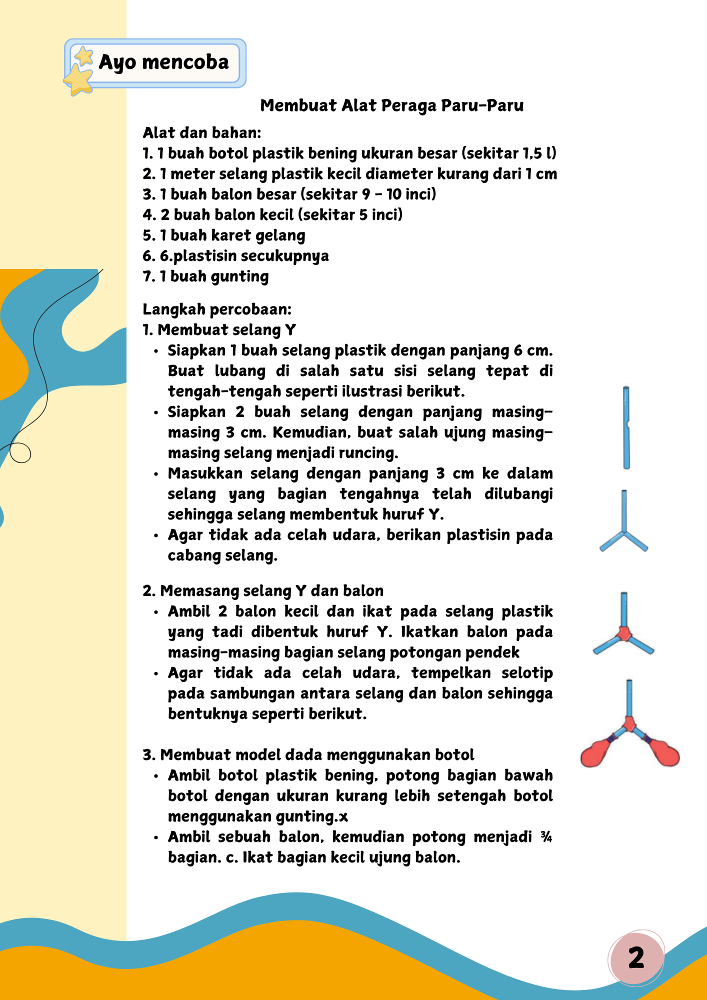 Ayo mencoba
Membuat Alat Peraga Paru-Paru
Alat dan bahan:
1. 1 buah botol plastik bening ukuran besar (sekitar 1,5 l)
2. 1 meter selang plastik kecil diameter kurang dari 1 cm
3. 1 buah balon besar (sekitar 9 - 10 inci)
4. 2 buah balon kecil (sekitar 5 inci)
5. 1 buah karet gelang
6. 6.plastisin secukupnya
7. 1 buah gunting
Langkah percobaan:
1. Membuat selang Y
• Siapkan 1 buah selang plastik dengan panjang 6 cm.
Buat lubang di salah satu sisi selang tepat di
tengah-tengah seperti ilustrasi berikut.
• Siapkan 2 buah selang dengan panjang masing-
masing 3 cm. Kemudian, buat salah ujung masing-
masing selang menjadi runcing.
• Masukkan selang dengan panjang 3 cm ke dalam
selang yang bagian tengahnya telah dilubangi
sehingga selang membentuk huruf Y.
• Agar tidak ada celah udara, berikan plastisin pada
cabang selang.
2. Memasang selang Y dan balon
• Ambil 2 balon kecil dan ikat pada selang plastik
yang tadi dibentuk huruf Y. Ikatkan balon pada
masing-masing bagian selang potongan pendek
• Agar tidak ada celah udara, tempelkan selotip
pada sambungan antara selang dan balon sehingga
bentuknya seperti berikut.
3. Membuat model dada menggunakan botol
• Ambil botol plastik bening, potong bagian bawah
botol dengan ukuran kurang lebih setengah botol
menggunakan gunting.x
• Ambil sebuah balon, kemudian potong menjadi ¾
bagian. c. Ikat bagian kecil ujung balon.
2